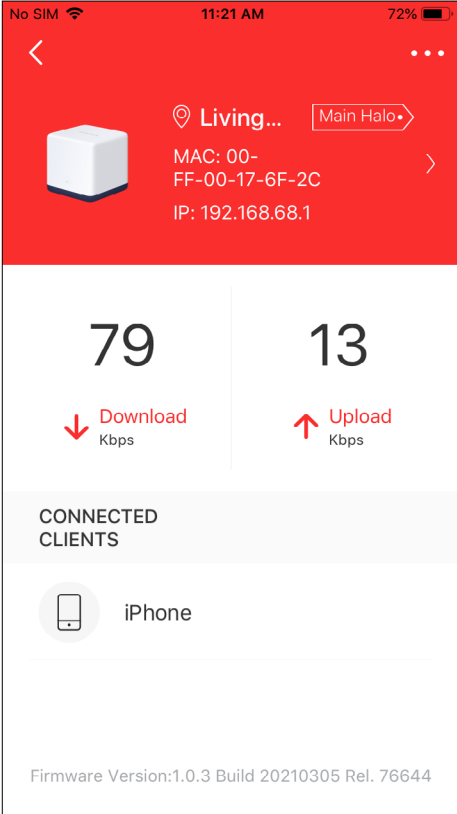 No SIM 11:21 AM 72%
Living... Main Halo
MAC: 00-
FF-00-17-6F-2C
IP: 192.168.68.1
79 13
Download Upload
Kbps Kbps
CONNECTED
CLIENTS
iPhone
Firmware Version:1.0.3 Build 20210305 Rel. 76644